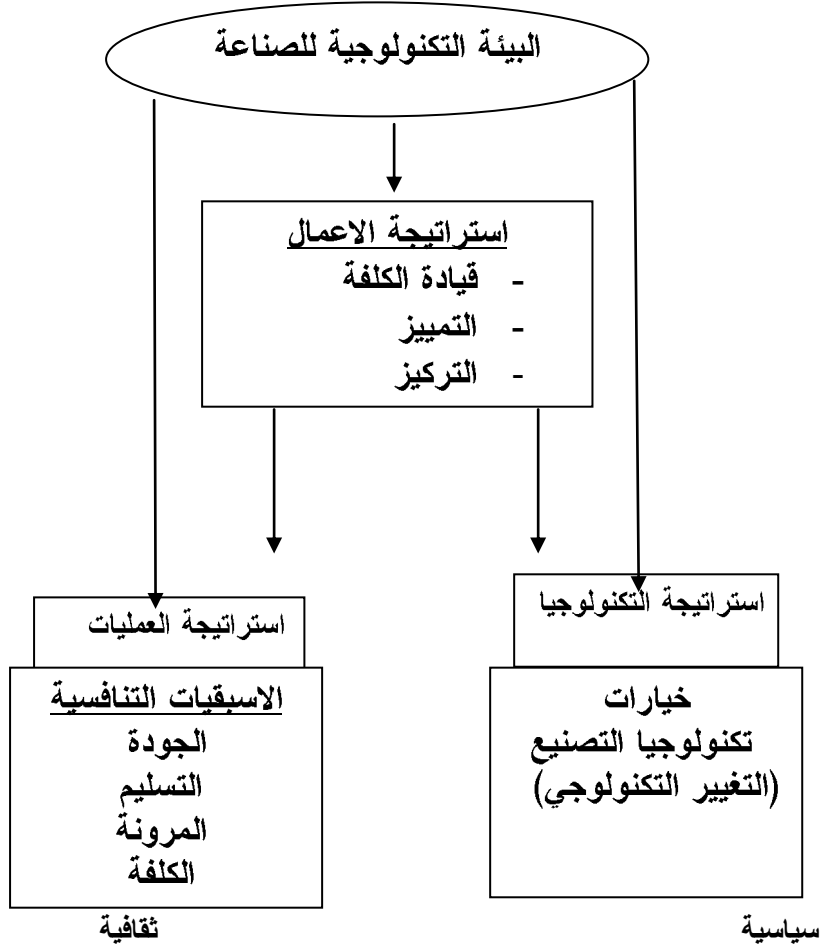 البيئة التكنولوجية للصناعة
استراتيجة الاعمال
- قيادة الكلفة
- التمييز
- التركيز
استراتيجة التكنولوجيا
خيارات
تكنولوجيا التصنيع
(التغيير التكنولوجي)
استراتيجة العمليات
الاسبقيات التنافسية
الجودة
التسليم
المرونة
الكلفة
سياسية
ثقافية